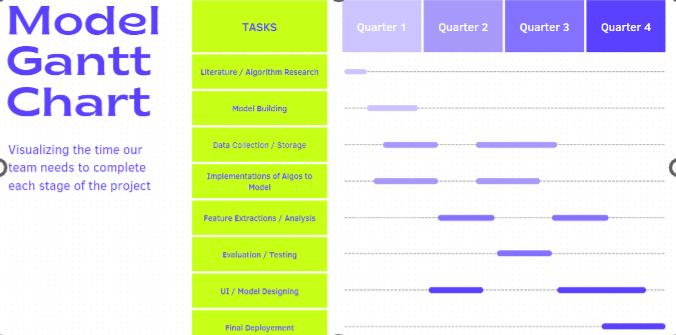 Model
Gantt
Chart
Visualizing the time our
team needs to complete
each stage of the project
TASKS
Quarter 1
Quarter 2
Quarter 3
Quarter 4
Literature / Algorithm Research
Model Building
Data Collection / Storage
Implementations of Algos to
Model
Feature Extractions / Analysis
Evaluation / Testing
UI / Model Designing
Final Deployement